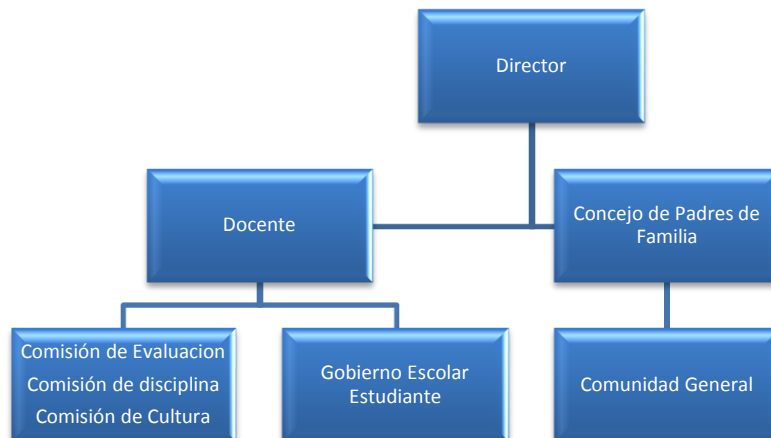 Director
Docente
Concejo de Padres de
Familia
Comisión de Evaluacion
Comisión de disciplina
Comisión de Cultura
Gobierno Escolar
Estudiante
Comunidad General